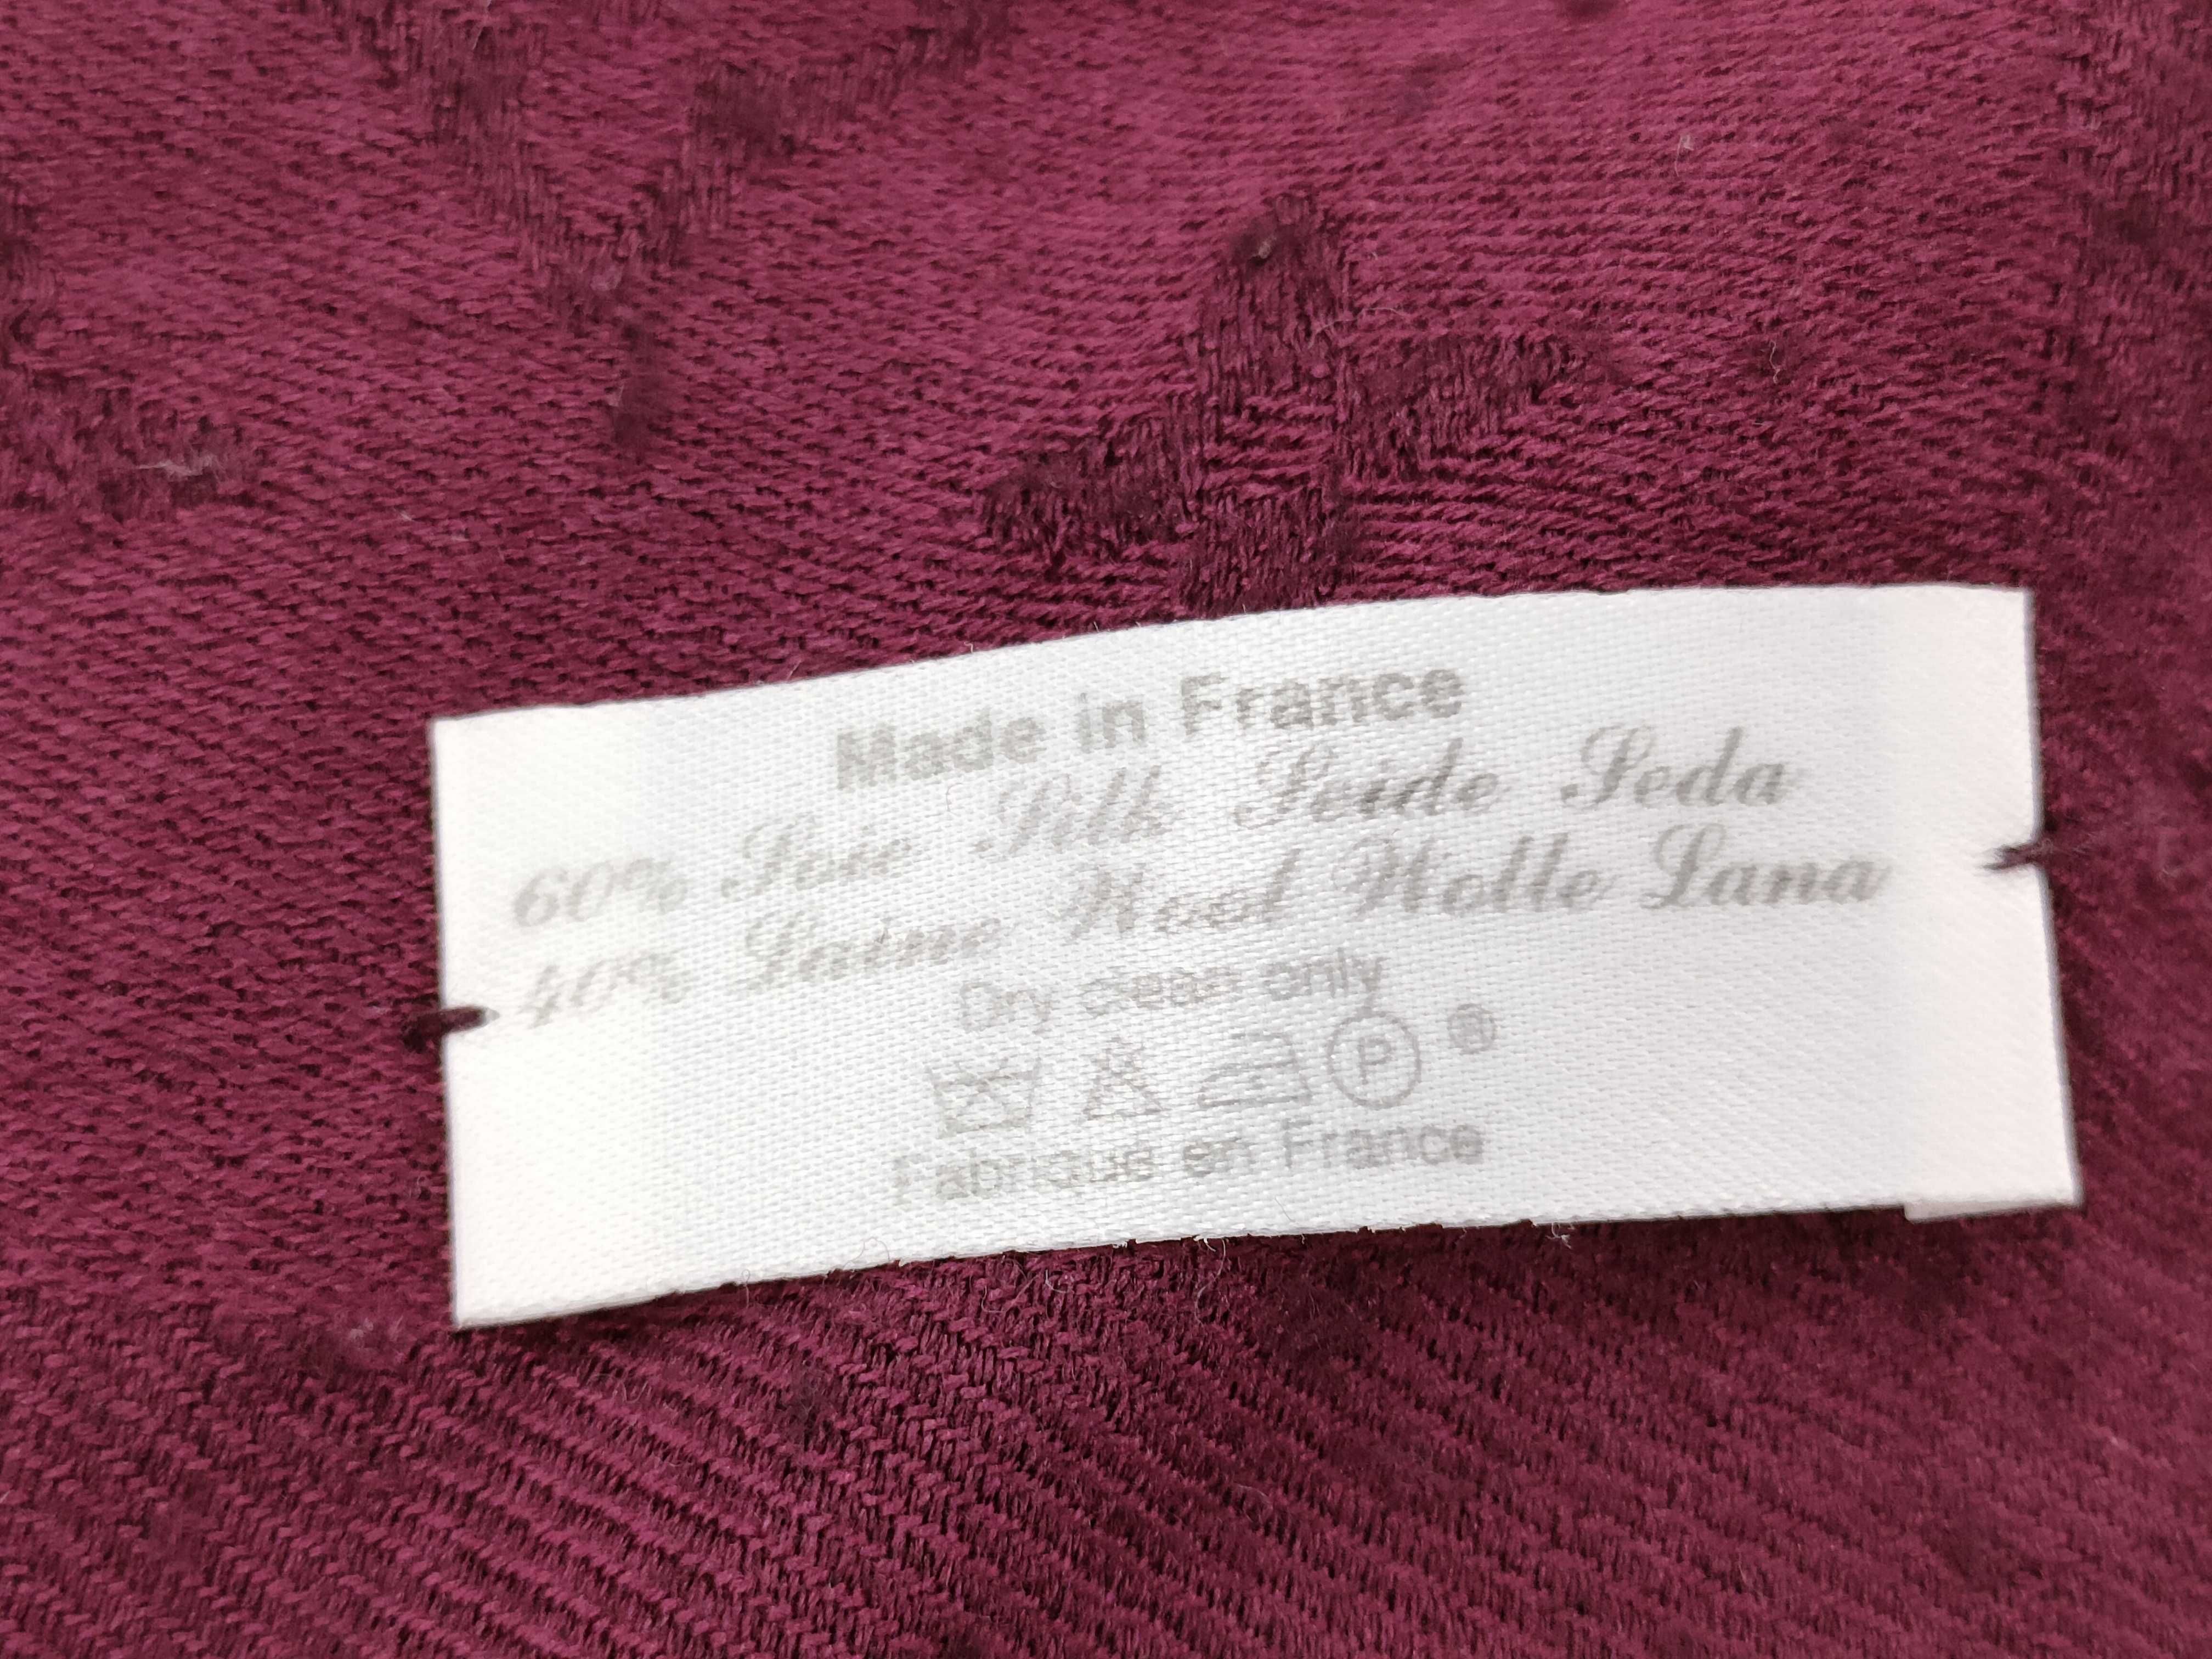 Made in France
60% Soie Silk Seide Seda
40% Laine Wool Wolle Lana
Dry clean only
P ®
Fabriqué en France